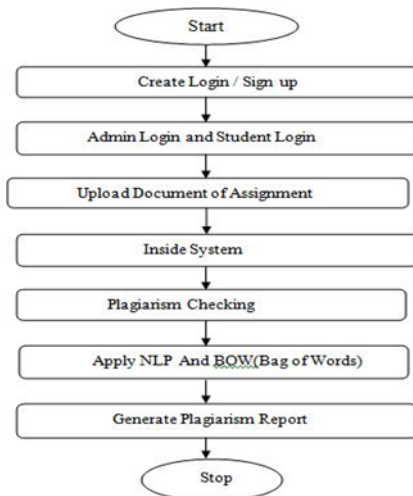 Start
Create Login / Sign up
Admin Login and Student Login
Upload Document of Assignment
Inside System
Plagiarism Checking
Apply NLP And BOW(Bag of Words)
Generate Plagiarism Report
Stop